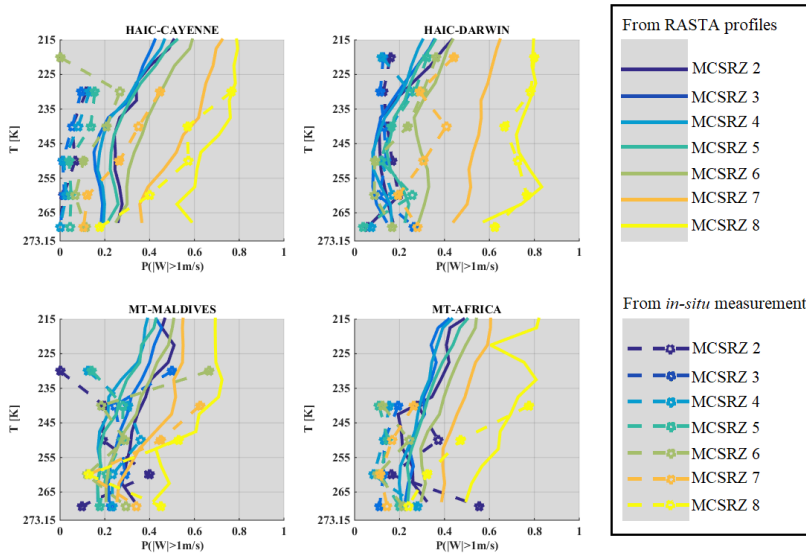 HAIC-CAYENNE
215
225
235
245
255
265
273.15
T [K]
0 0.2 0.4 0.6 0.8 1
P(|W|>1m/s)
HAIC-DARWIN
215
225
235
245
255
265
273.15
T [K]
0 0.2 0.4 0.6 0.8 1
P(|W|>1m/s)
MT-MALDIVES
215
225
235
245
255
265
273.15
T [K]
0 0.2 0.4 0.6 0.8 1
P(|W|>1m/s)
MT-AFRICA
215
225
235
245
255
265
273.15
T [K]
0 0.2 0.4 0.6 0.8 1
P(|W|>1m/s)
From RASTA profiles
MCSRZ 2
MCSRZ 3
MCSRZ 4
MCSRZ 5
MCSRZ 6
MCSRZ 7
MCSRZ 8
From in-situ measurement
MCSRZ 2
MCSRZ 3
MCSRZ 4
MCSRZ 5
MCSRZ 6
MCSRZ 7
MCSRZ 8